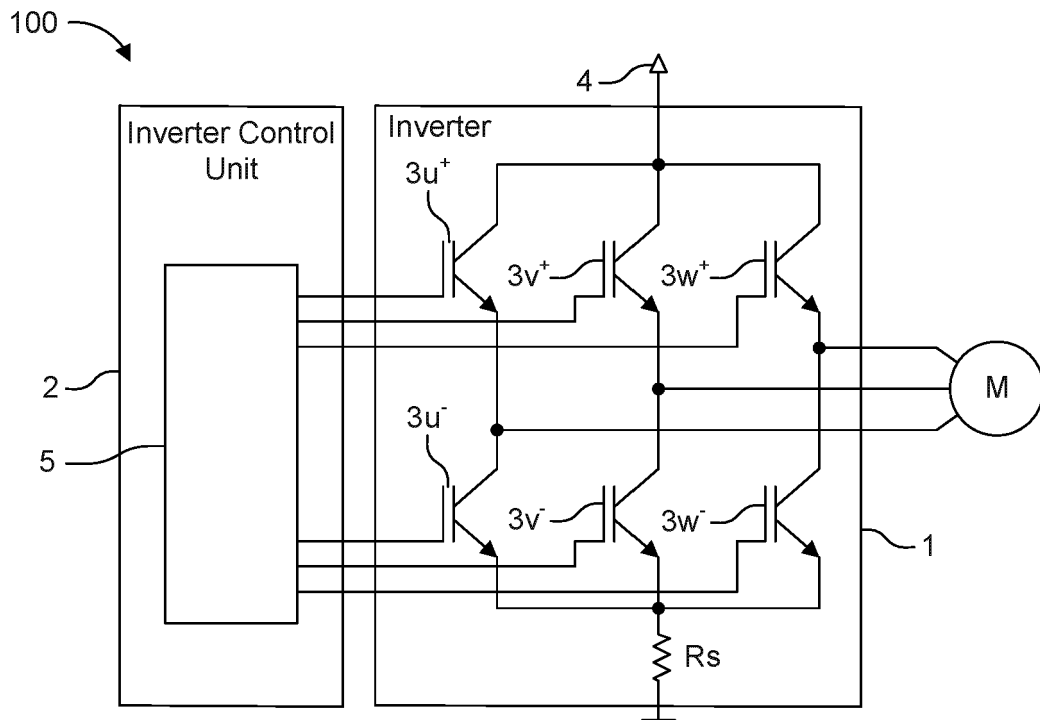 100
4
Inverter Control
Unit
Inverter
3u⁺
3v⁺
3w⁺
2
M
3u⁻
5
3v⁻
3w⁻
1
Rs